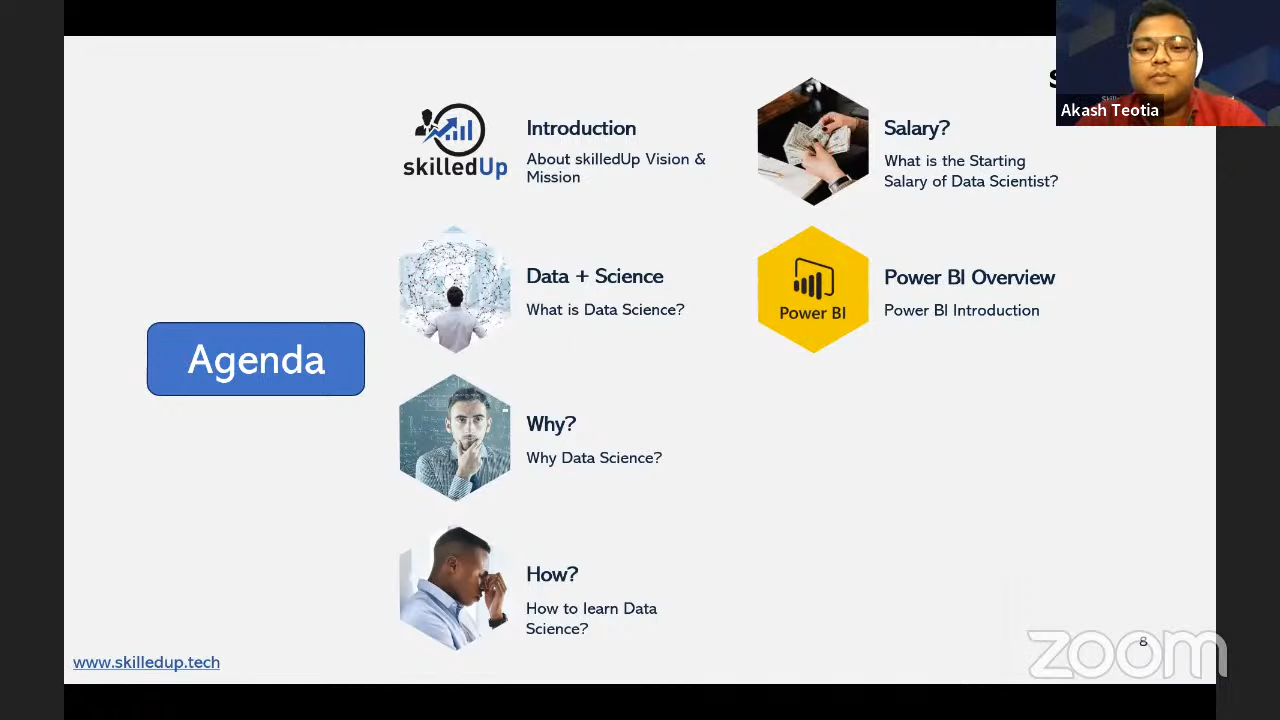 Agenda
skilledUp
Introduction
About skilledUp Vision &
Mission
Data + Science
What is Data Science?
Why?
Why Data Science?
How?
How to learn Data
Science?
Salary?
What is the Starting
Salary of Data Scientist?
Power BI
Power BI Overview
Power BI Introduction
Akash Teotia
www.skilledup.tech
8
zoom